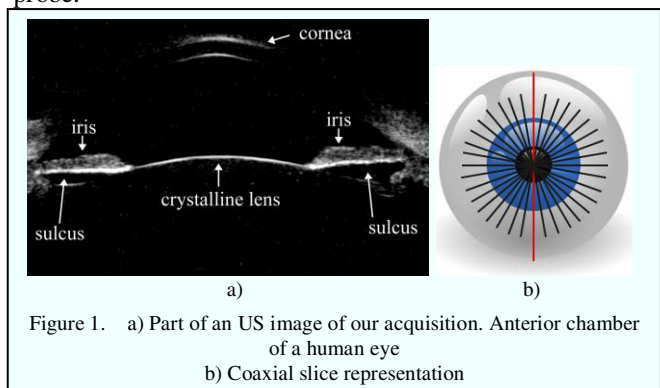 probe.
cornea
iris
iris
crystalline lens
sulcus
sulcus
a)
b)
Figure 1. a) Part of an US image of our acquisition. Anterior chamber
of a human eye
b) Coaxial slice representation